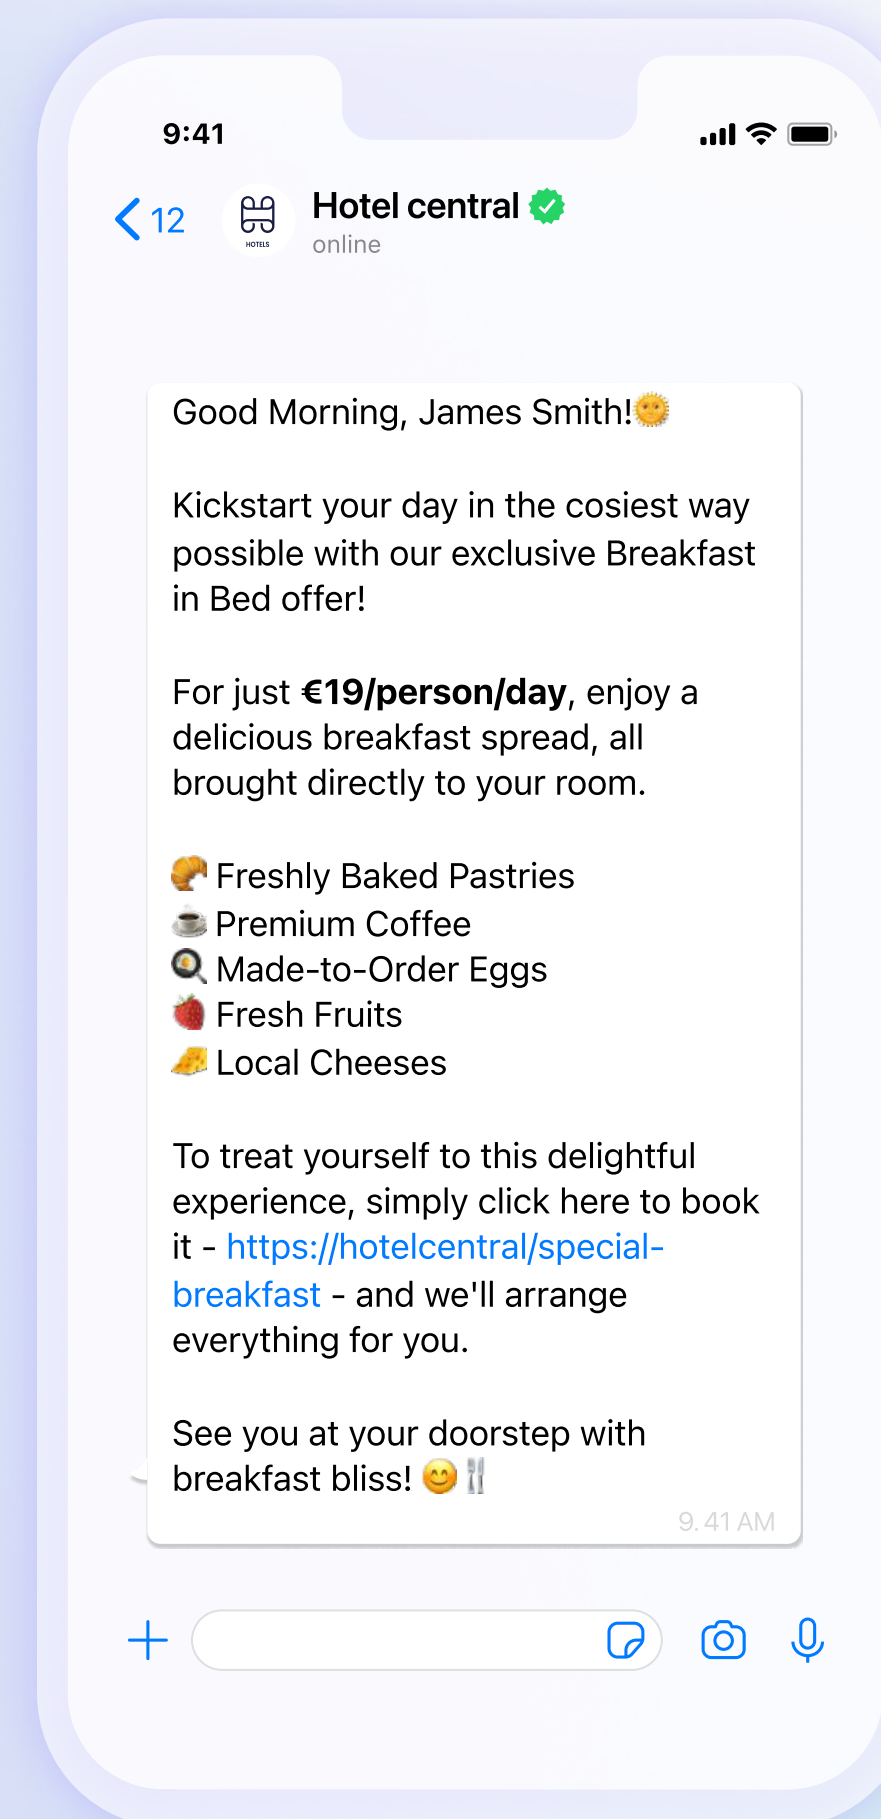 9:41
12
HOTELS
Hotel central
online
Good Morning, James Smith!🌞
Kickstart your day in the cosiest way
possible with our exclusive Breakfast
in Bed offer!
For just €19/person/day, enjoy a
delicious breakfast spread, all
brought directly to your room.
🥐 Freshly Baked Pastries
☕ Premium Coffee
🍳 Made-to-Order Eggs
🍓 Fresh Fruits
🧀 Local Cheeses
To treat yourself to this delightful
experience, simply click here to book
it - https://hotelcentral/special-
breakfast - and we'll arrange
everything for you.
See you at your doorstep with
breakfast bliss! 😊🍴
9.41 AM